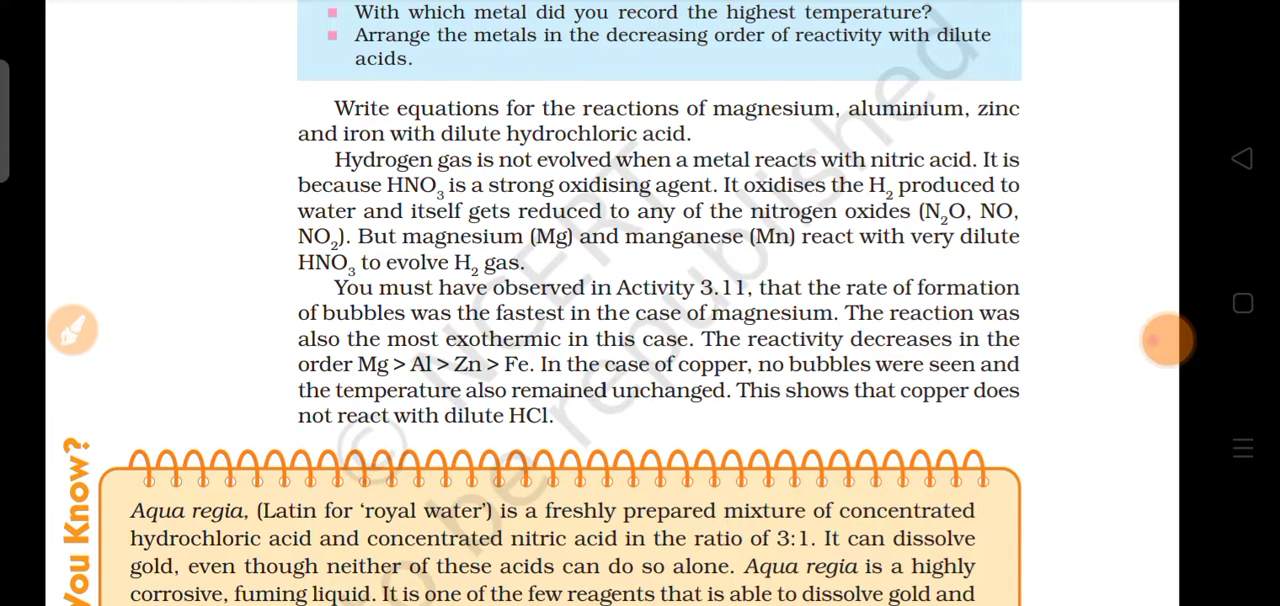 With which metal did you record the highest temperature?
Arrange the metals in the decreasing order of reactivity with dilute
acids.
Write equations for the reactions of magnesium, aluminium, zinc
and iron with dilute hydrochloric acid.
Hydrogen gas is not evolved when a metal reacts with nitric acid. It is
because HNO₃ is a strong oxidising agent. It oxidises the H₂ produced to
water and itself gets reduced to any of the nitrogen oxides (N₂O, NO,
NO₂). But magnesium (Mg) and manganese (Mn) react with very dilute
HNO₃ to evolve H₂ gas.
You must have observed in Activity 3.11, that the rate of formation
of bubbles was the fastest in the case of magnesium. The reaction was
also the most exothermic in this case. The reactivity decreases in the
order Mg > Al > Zn > Fe. In the case of copper, no bubbles were seen and
the temperature also remained unchanged. This shows that copper does
not react with dilute HCl.
You Know?
Aqua regia, (Latin for ‘royal water’) is a freshly prepared mixture of concentrated
hydrochloric acid and concentrated nitric acid in the ratio of 3:1. It can dissolve
gold, even though neither of these acids can do so alone. Aqua regia is a highly
corrosive, fuming liquid. It is one of the few reagents that is able to dissolve gold and
© NCERT
be republished